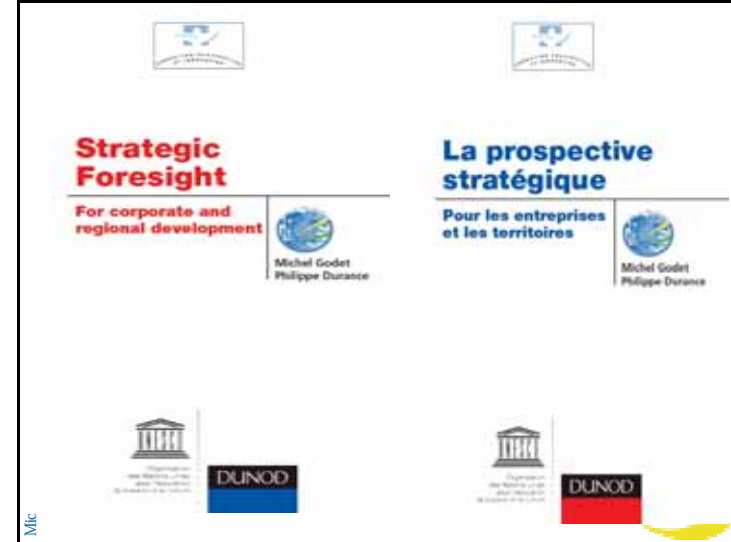 Strategic
Foresight
For corporate and
regional development
Michel Godet
Philippe Durance
DUNOD
La prospective
stratégique
Pour les entreprises
et les territoires
Michel Godet
Philippe Durance
DUNOD
Mic